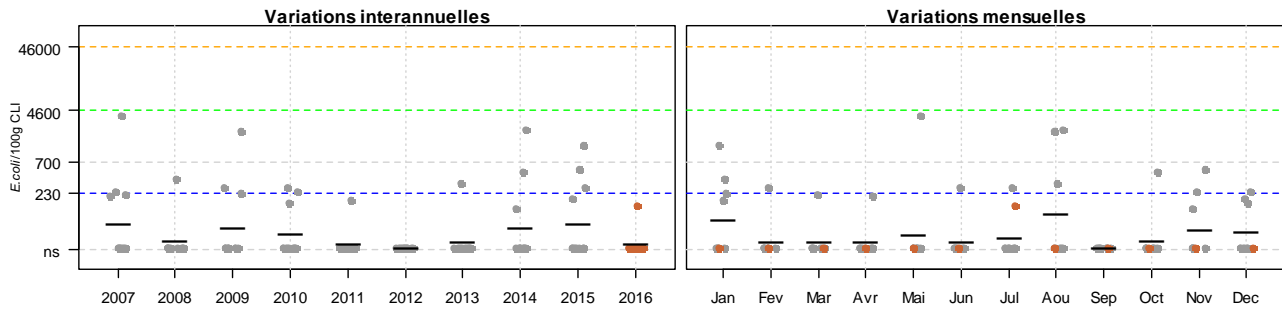 Variations interannuelles
Variations mensuelles
E.coli/100g CLI
46000
4600
700
230
ns
2007 2008 2009 2010 2011 2012 2013 2014 2015 2016
Jan Fev Mar Avr Mai Jun Jul Aou Sep Oct Nov Dec